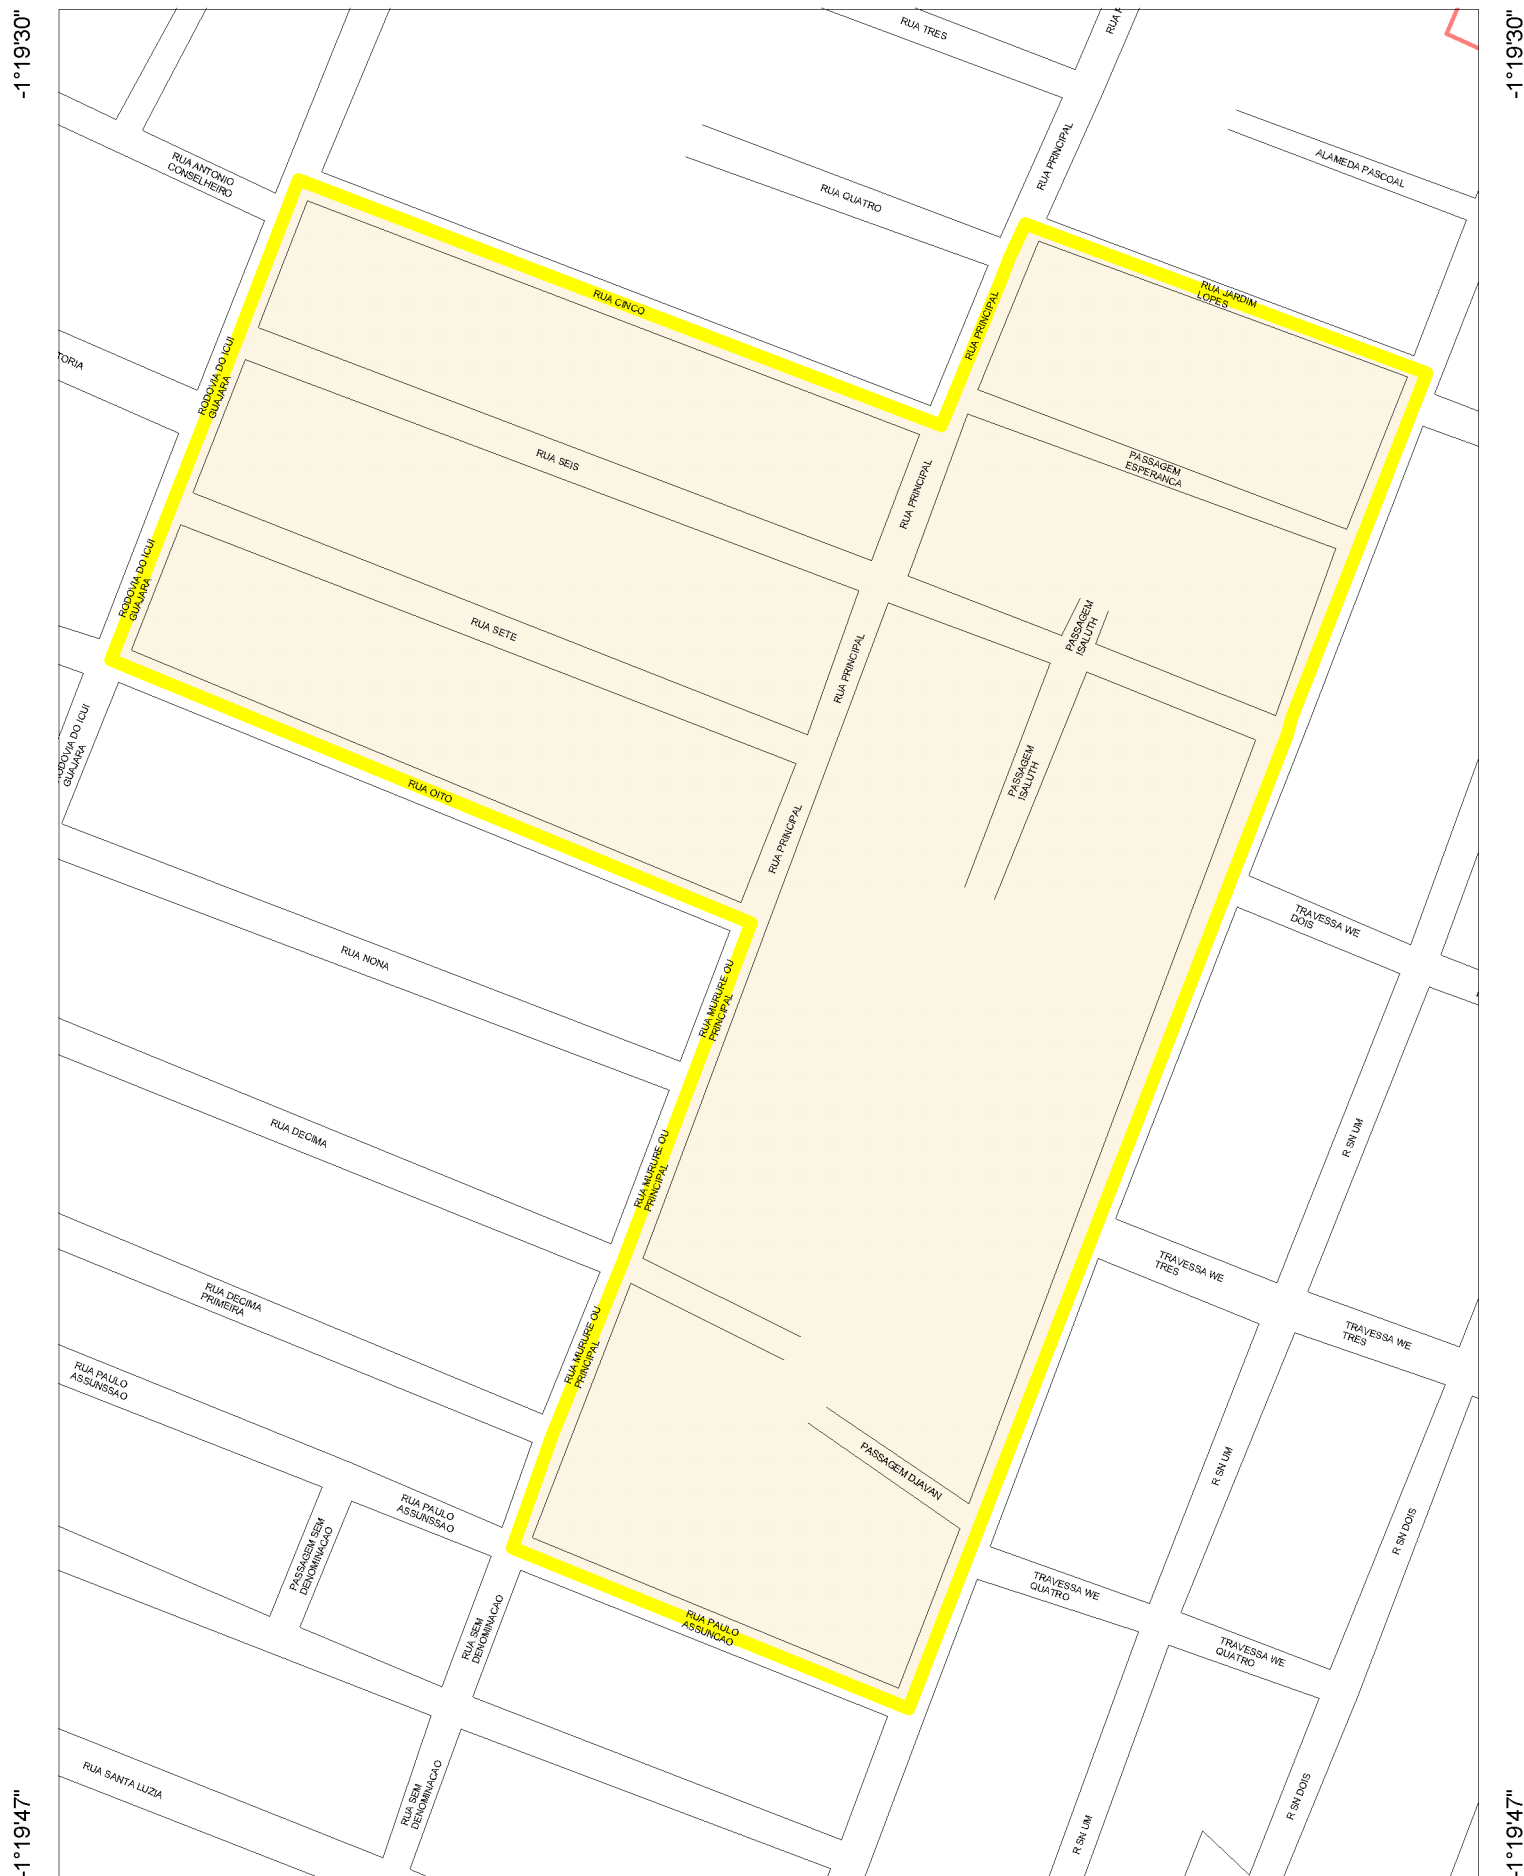 -1°19'30"
-1°19'30"
RUA TRES
RUA ANTONIO
CONSELHEIRO
RUA PRINCIPAL
ALAMEDA PASCOAL
RUA QUATRO
RUA CINCO
RUA PRINCIPAL
RUA JARDIM
LOPES
TORIA
RODOVIA DO ICUI
GUAJARA
RUA SEIS
RUA PRINCIPAL
PASSAGEM
ESPERANCA
RODOVIA DO ICUI
GUAJARA
RUA SETE
RUA PRINCIPAL
PASSAGEM
ISALUTH
RODOVIA DO ICUI
GUAJARA
RUA OITO
RUA PRINCIPAL
PASSAGEM
ISALUTH
RUA NONA
RUA MURURE OU
PRINCIPAL
TRAVESSA WE
DOIS
RUA DECIMA
RUA MURURE OU
PRINCIPAL
R SN UM
RUA DECIMA
PRIMEIRA
RUA MURURE OU
PRINCIPAL
TRAVESSA WE
TRES
TRAVESSA WE
TRES
RUA PAULO
ASSUNSSAO
RUA PAULO
ASSUNSSAO
PASSAGEM DJAVAN
R SN UM
R SN DOIS
PASSAGEM SEM
DENOMINACAO
RUA SEM
DENOMINACAO
RUA PAULO
ASSUNCAO
TRAVESSA WE
QUATRO
TRAVESSA WE
QUATRO
RUA SANTA LUZIA
RUA SEM
DENOMINACAO
R SN UM
R SN DOIS
-1°19'47"
-1°19'47"